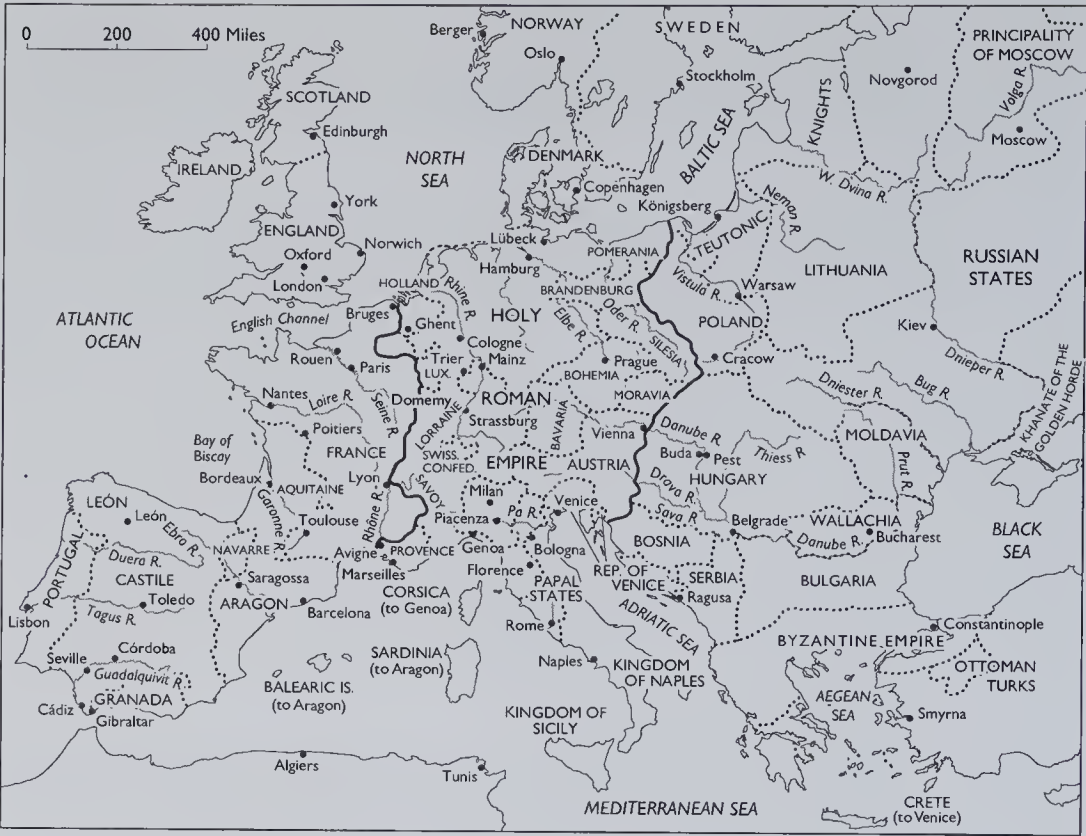 0 200 400 Miles
Berger
NORWAY
Oslo
SWEDEN
Stockholm
PRINCIPALITY
OF MOSCOW
Novgorod
Volga R.
Moscow
SCOTLAND
Edinburgh
IRELAND
NORTH
SEA
DENMARK
Copenhagen
BALTIC SEA
KNIGHTS
W. Dvina R.
York
ENGLAND
Norwich
Oxford
London
Königsberg
TEUTONIC
Neman R.
Lübeck
Hamburg
POMERANIA
LITHUANIA
RUSSIAN
STATES
HOLLAND
Rhine R.
BRANDENBURG
Vistula R.
Warsaw
ATLANTIC
OCEAN
English Channel
Bruges
Ghent
HOLY
Elbe R.
Oder R.
SILESIA
POLAND
Kiev
Dnieper R.
Rouen
Paris
Cologne
Trier
LUX.
Mainz
Prague
BOHEMIA
Cracow
KHANATE OF THE
GOLDEN HORDE
Nantes
Loire R.
Seine R.
Domemy
LORRAINE
ROMAN
Strassburg
MORAVIA
Dniester R.
Bug R.
Poitiers
Bay of
Biscay
FRANCE
SWISS.
CONFED.
BAVARIA
Vienna
Danube R.
MOLDAVIA
Prut R.
EMPIRE
AUSTRIA
Buda
Pest
Thiess R
HUNGARY
Bordeaux
AQUITAINE
Garonne R.
Lyon
SAVOY
Rhône R.
Milan
Venice
Drava R.
Sava R.
LEÓN
León
Toulouse
Piacenza
Pa R.
Belgrade
WALLACHIA
Bucharest
BLACK
SEA
Ebra R.
NAVARRE
Avigne
PROVENCE
Genoa
Bologna
BOSNIA
Danube R.
PORTUGAL
Duera R.
CASTILE
Saragossa
Marseilles
Florence
REP. OF
VENICE
SERBIA
BULGARIA
Toledo
ARAGON
Barcelona
CORSICA
(to Genoa)
PAPAL
STATES
Ragusa
Lisbon
Tagus R.
Rome
ADRIATIC SEA
Constantinople
BYZANTINE EMPIRE
Córdoba
Seville
Guadalquivit R.
BALEARIC IS.
(to Aragon)
SARDINIA
(to Aragon)
Naples
KINGDOM
OF NAPLES
OTTOMAN
TURKS
AEGEAN
SEA
Cádiz
GRANADA
Gibraltar
KINGDOM OF
SICILY
Smyrna
Algiers
Tunis
MEDITERRANEAN SEA
CRETE
(to Venice)